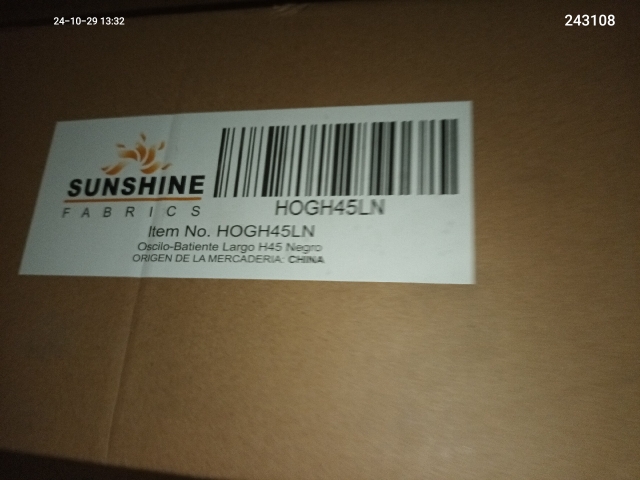 24-10-29 13:32
243108
SUNSHINE
FABRICS
HOGH45LN
Item No. HOGH45LN
Oscilo-Batiente Largo H45 Negro
ORIGEN DE LA MERCADERIA: CHINA